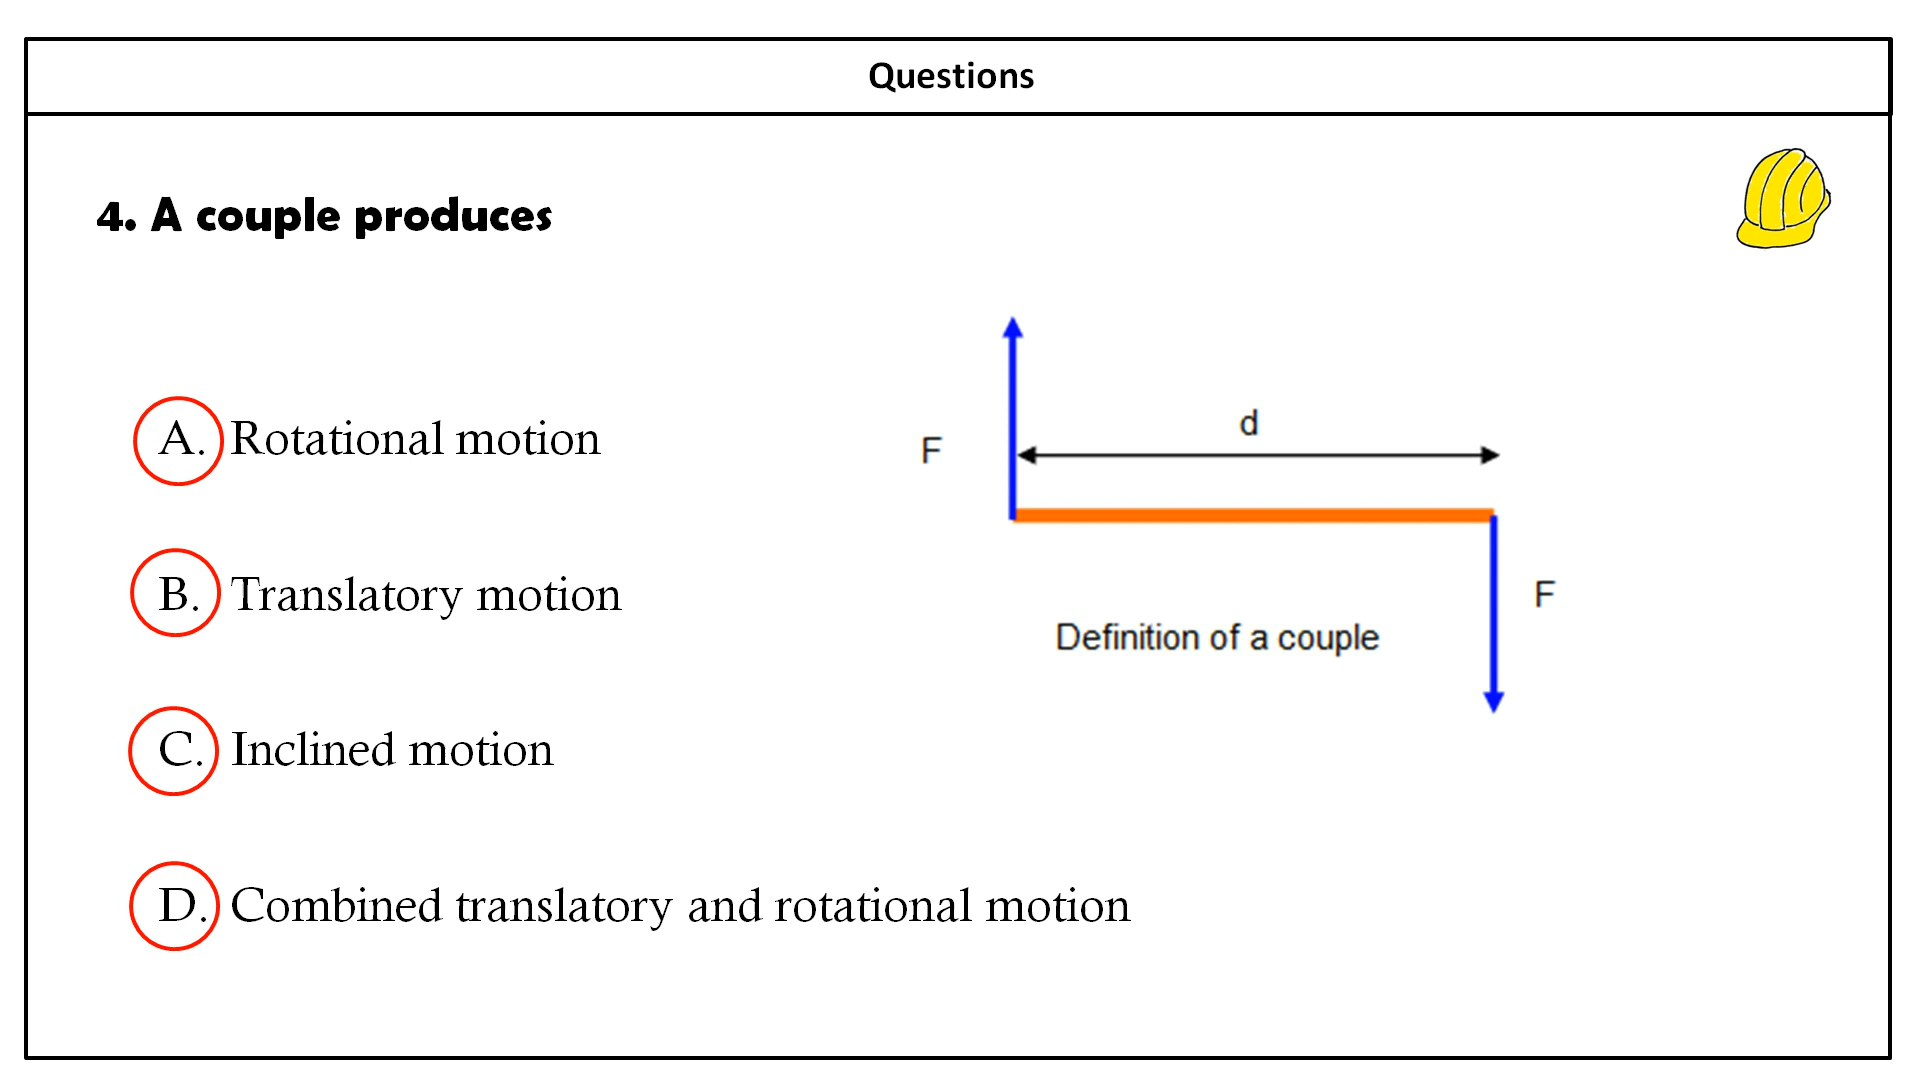 Questions
4. A couple produces
A. Rotational motion
B. Translatory motion
C. Inclined motion
D. Combined translatory and rotational motion
d
F
F
Definition of a couple